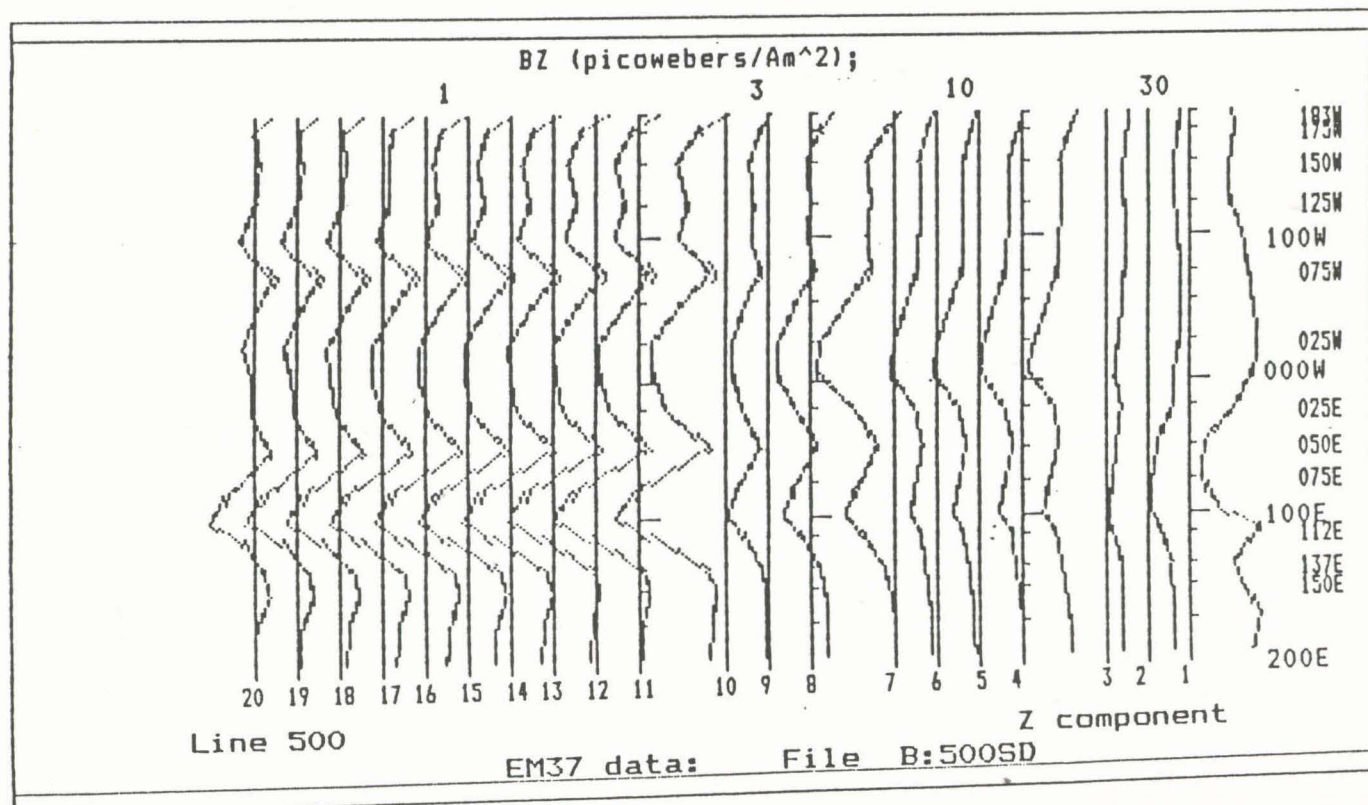 BZ (picowebers/Am^2);
1 3 10 30
193W
175W
150W
125W
100W
075W
025W
000W
025E
050E
075E
100E
112E
137E
150E
200E
20 19 18 17 16 15 14 13 12 11 10 9 8 7 6 5 4 3 2 1
Z component
Line 500
EM37 data: File B:500SD